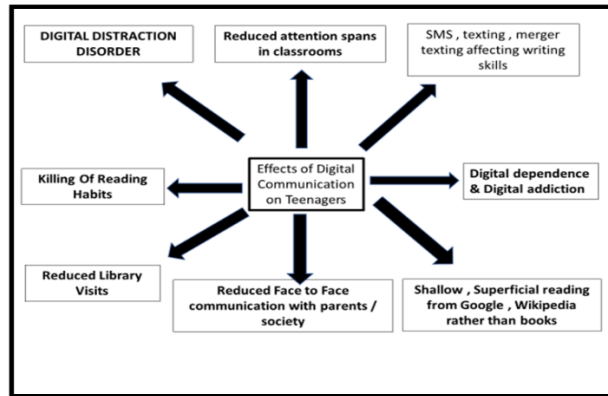 DIGITAL DISTRACTION
DISORDER
Reduced attention spans
in classrooms
SMS , texting , merger
texting affecting writing
skills
Killing Of Reading
Habits
Effects of Digital
Communication
on Teenagers
Digital dependence
& Digital addiction
Reduced Library
Visits
Reduced Face to Face
communication with parents /
society
Shallow , Superficial reading
from Google , Wikipedia
rather than books